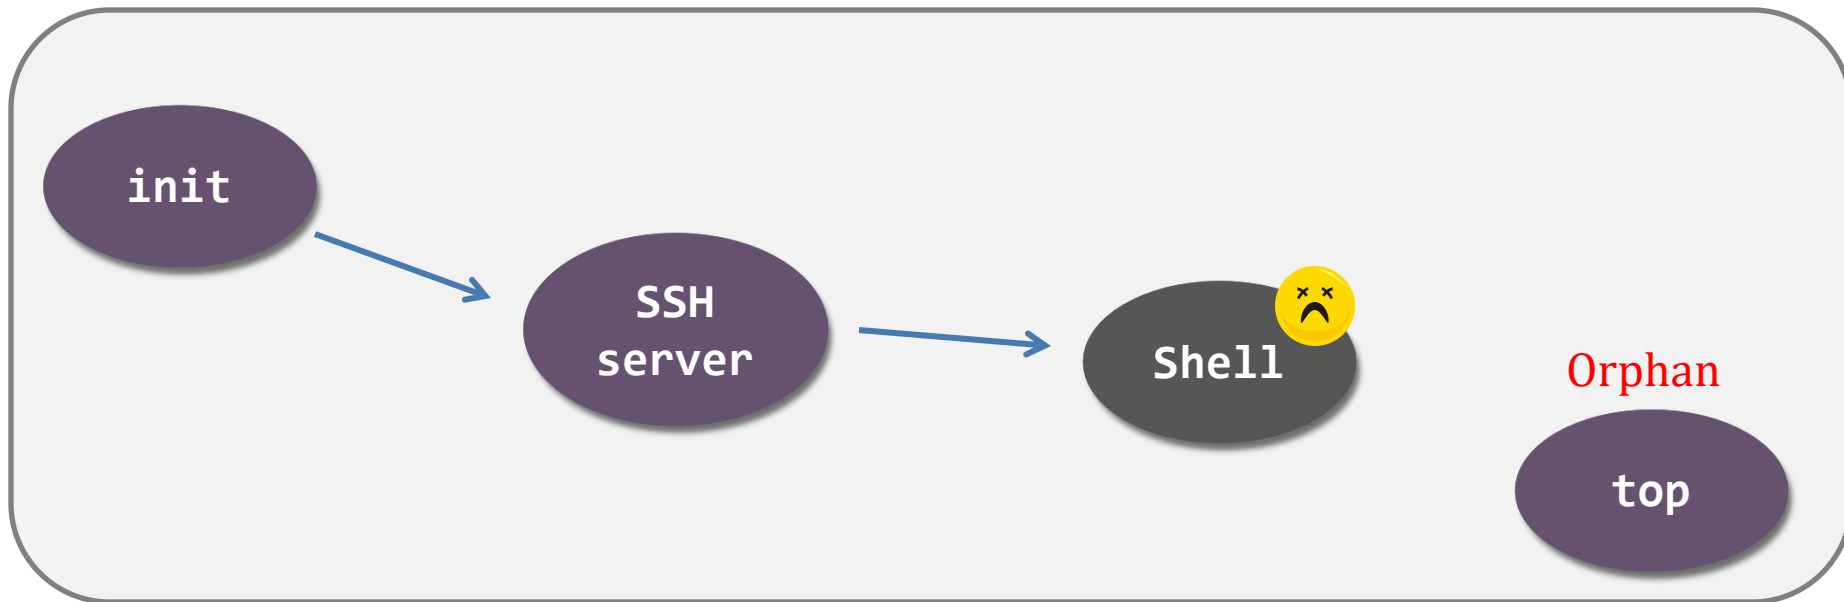 init
SSH
server
Shell
Orphan
top